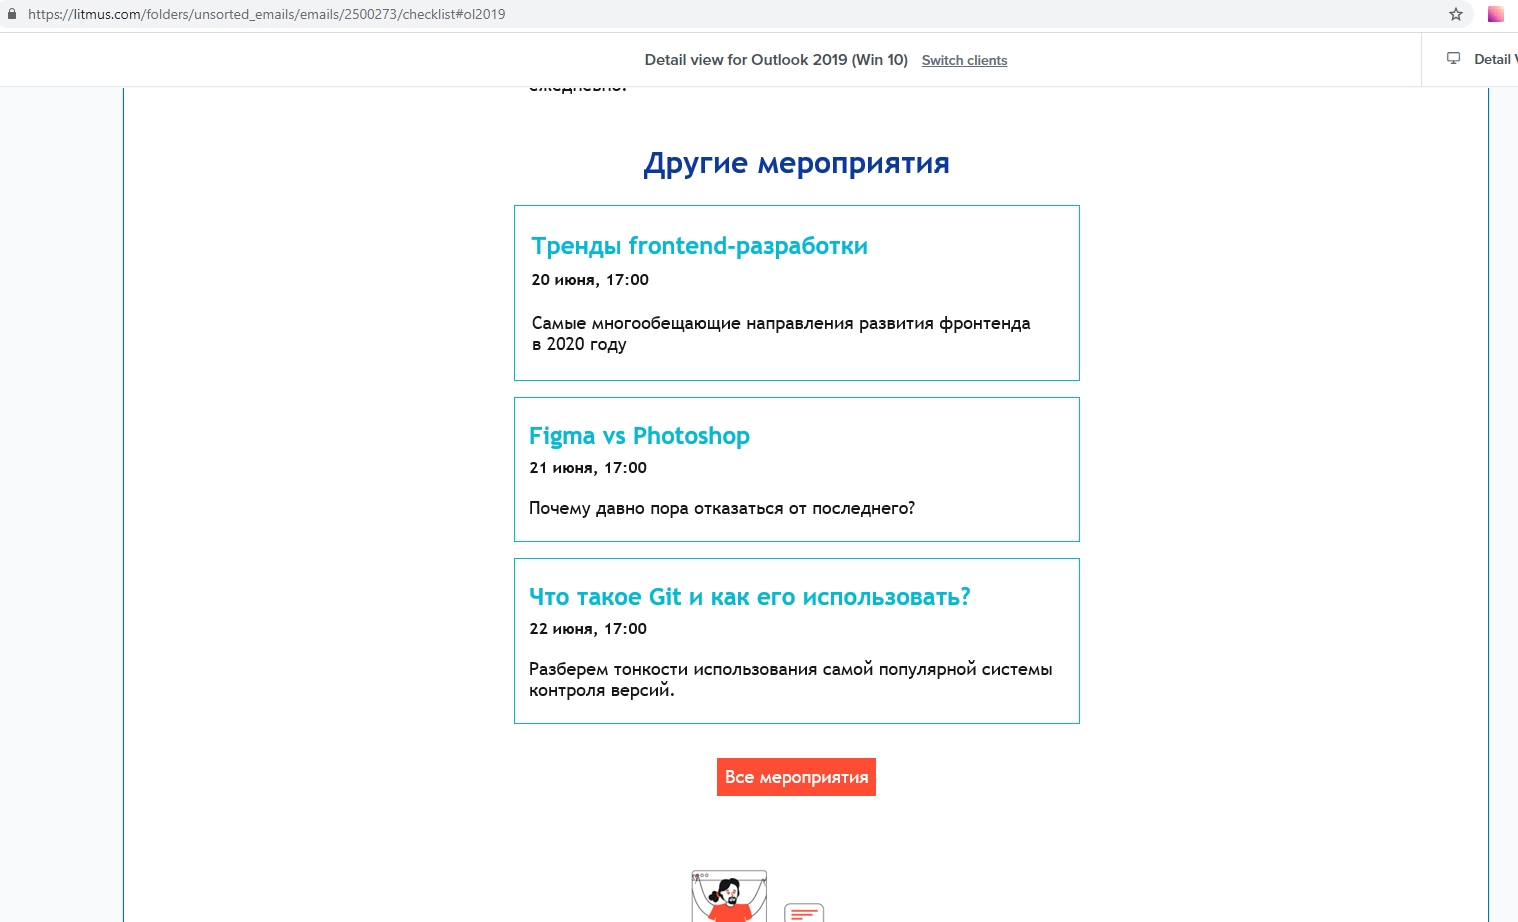 https://litmus.com/folders/unsorted_emails/emails/2500273/checklist#ol2019
Detail view for Outlook 2019 (Win 10) Switch clients
Detail V
ежедневно.
Другие мероприятия
Тренды frontend-разработки
20 июня, 17:00
Самые многообещающие направления развития фронтенда
в 2020 году
Figma vs Photoshop
21 июня, 17:00
Почему давно пора отказаться от последнего?
Что такое Git и как его использовать?
22 июня, 17:00
Разберем тонкости использования самой популярной системы
контроля версий.
Все мероприятия